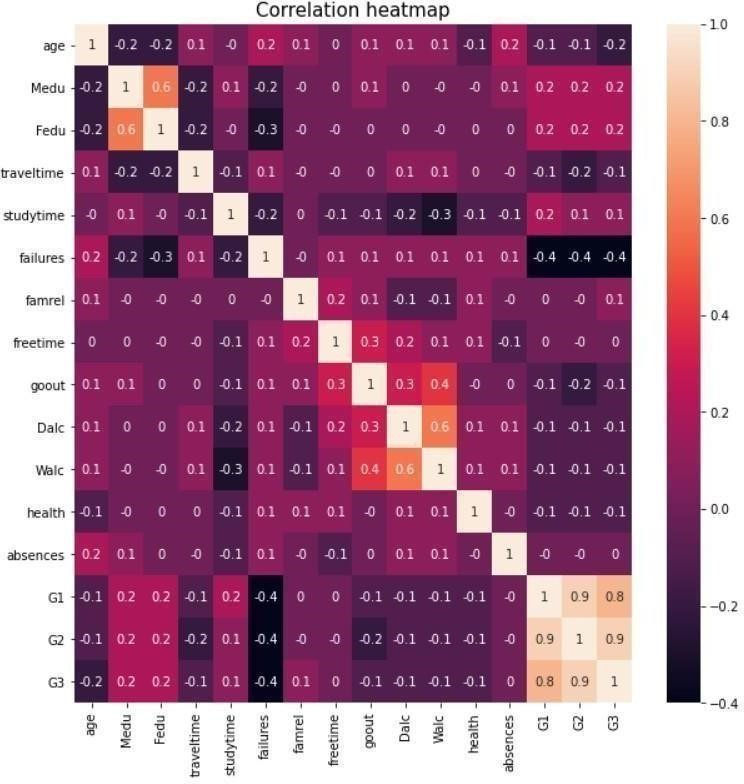 Correlation heatmap
age 1 -0.2 -0.2 0.1 -0 0.2 0.1 0 0.1 0.1 0.1 -0.1 0.2 -0.1 -0.1 -0.2
Medu -0.2 1 0.6 -0.2 0.1 -0.2 -0 0 0.1 0 -0 -0 0.1 0.2 0.2 0.2
Fedu -0.2 0.6 1 -0.2 -0 -0.3 -0 -0 0 0 -0 0 0 0.2 0.2 0.2
traveltime 0.1 -0.2 -0.2 1 -0.1 0.1 -0 -0 0 0.1 0.1 0 -0 -0.1 -0.2 -0.1
studytime -0 0.1 -0 -0.1 1 -0.2 0 -0.1 -0.1 -0.2 -0.3 -0.1 -0.1 0.2 0.1 0.1
failures 0.2 -0.2 -0.3 0.1 -0.2 1 -0 0.1 0.1 0.1 0.1 0.1 0.1 -0.4 -0.4 -0.4
famrel 0.1 -0 -0 -0 0 -0 1 0.2 0.1 -0.1 -0.1 0.1 -0 0 -0 0.1
freetime 0 0 -0 -0 -0.1 0.1 0.2 1 0.3 0.2 0.1 0.1 -0.1 0 -0 0
goout 0.1 0.1 0 0 -0.1 0.1 0.1 0.3 1 0.3 0.4 -0 0 -0.1 -0.2 -0.1
Dalc 0.1 0 0 0.1 -0.2 0.1 -0.1 0.2 0.3 1 0.6 0.1 0.1 -0.1 -0.1 -0.1
Walc 0.1 -0 -0 0.1 -0.3 0.1 -0.1 0.1 0.4 0.6 1 0.1 0.1 -0.1 -0.1 -0.1
health -0.1 -0 0 0 -0.1 0.1 0.1 0.1 -0 0.1 0.1 1 -0 -0.1 -0.1 -0.1
absences 0.2 0.1 0 -0 -0.1 0.1 -0 -0.1 0 0.1 0.1 -0 1 -0 -0 0
G1 -0.1 0.2 0.2 -0.1 0.2 -0.4 0 0 -0.1 -0.1 -0.1 -0.1 -0 1 0.9 0.8
G2 -0.1 0.2 0.2 -0.2 0.1 -0.4 -0 -0 -0.2 -0.1 -0.1 -0.1 -0 0.9 1 0.9
G3 -0.2 0.2 0.2 -0.1 0.1 -0.4 0.1 0 -0.1 -0.1 -0.1 -0.1 0 0.8 0.9 1
age Medu Fedu traveltime studytime failures famrel freetime goout Dalc Walc health absences G1 G2 G3
1.0
0.8
0.6
0.4
0.2
0.0
−0.2
−0.4